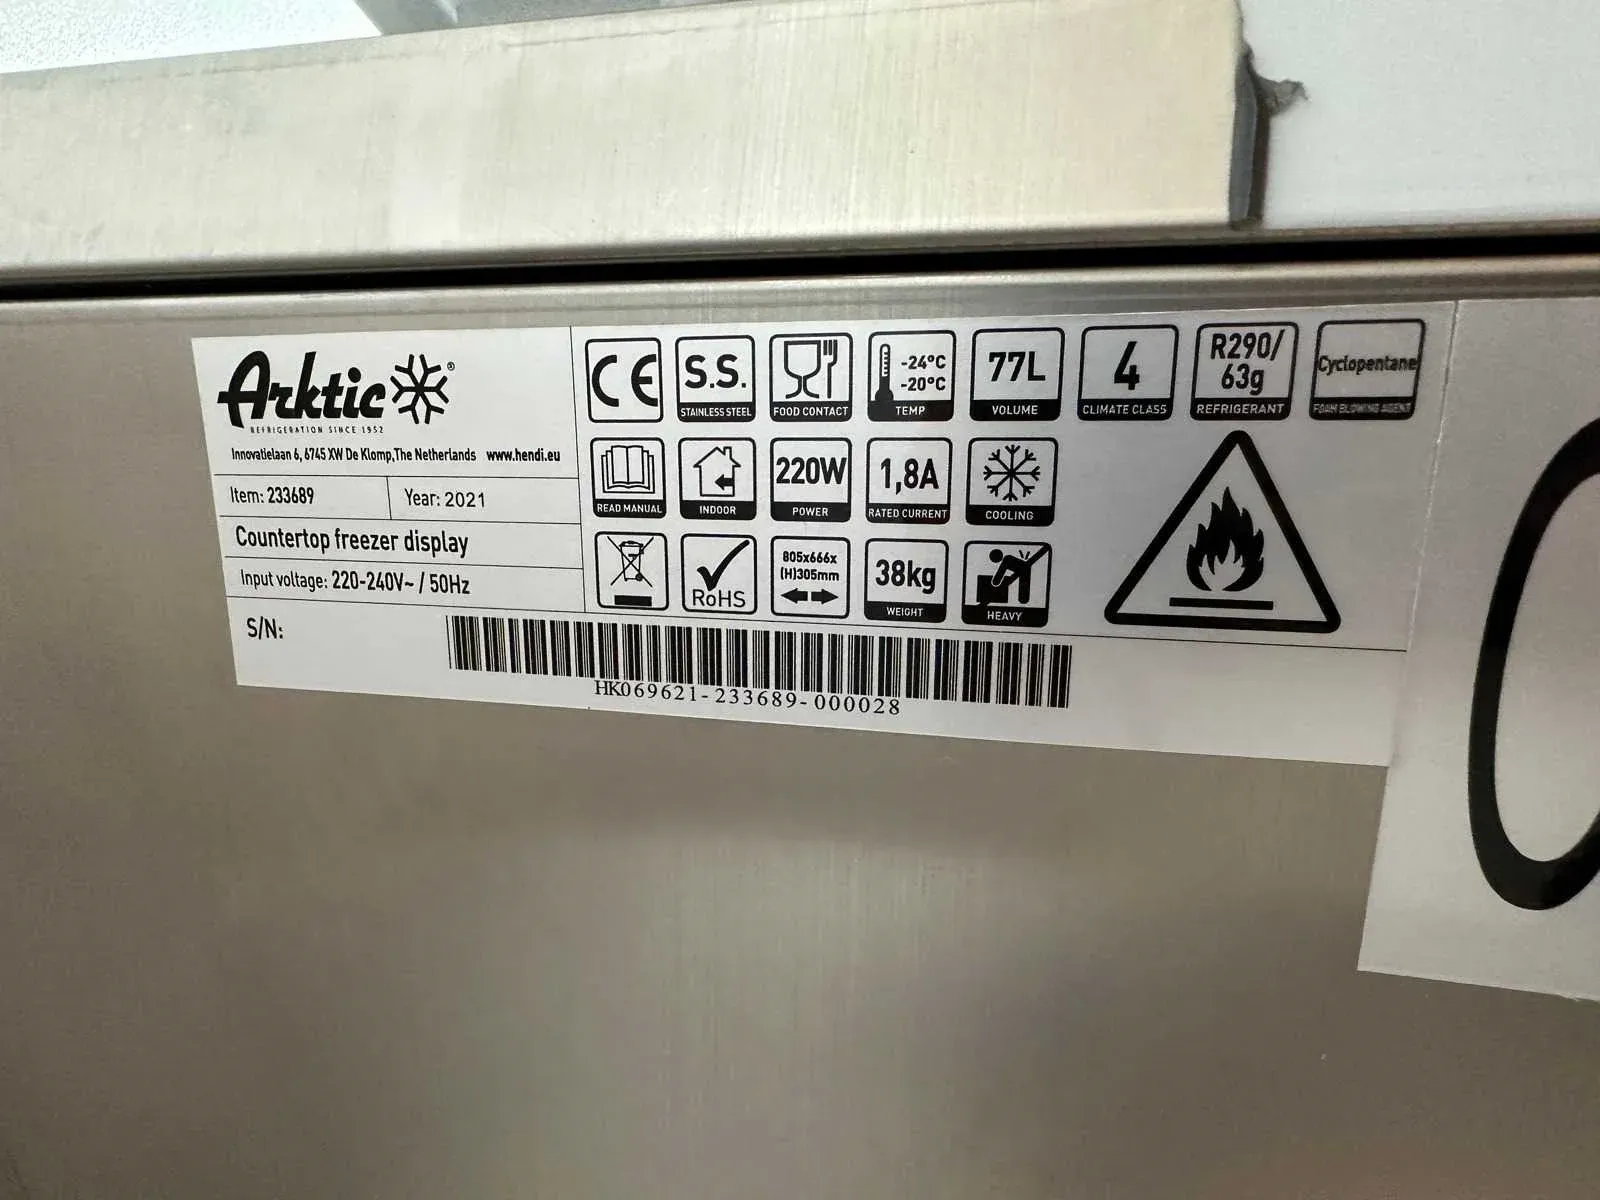 Arktic®
REFRIGERATION SINCE 1952
Innovatielaan 6, 6745 XW De Klomp,The Netherlands www.hendi.eu
Item: 233689 Year: 2021
Countertop freezer display
Input voltage: 220-240V~ / 50Hz
CE
S.S.
STAINLESS STEEL
FOOD CONTACT
-24°C
-20°C
TEMP
77L
VOLUME
4
CLIMATE CLASS
R290/
63g
REFRIGERANT
Cyclopentane
FOAM BLOWING AGENT
READ MANUAL
INDOOR
220W
POWER
1,8A
RATED CURRENT
COOLING
RoHS
805x666x
(H)305mm
38kg
WEIGHT
HEAVY
S/N:
HK069621-233689-000028